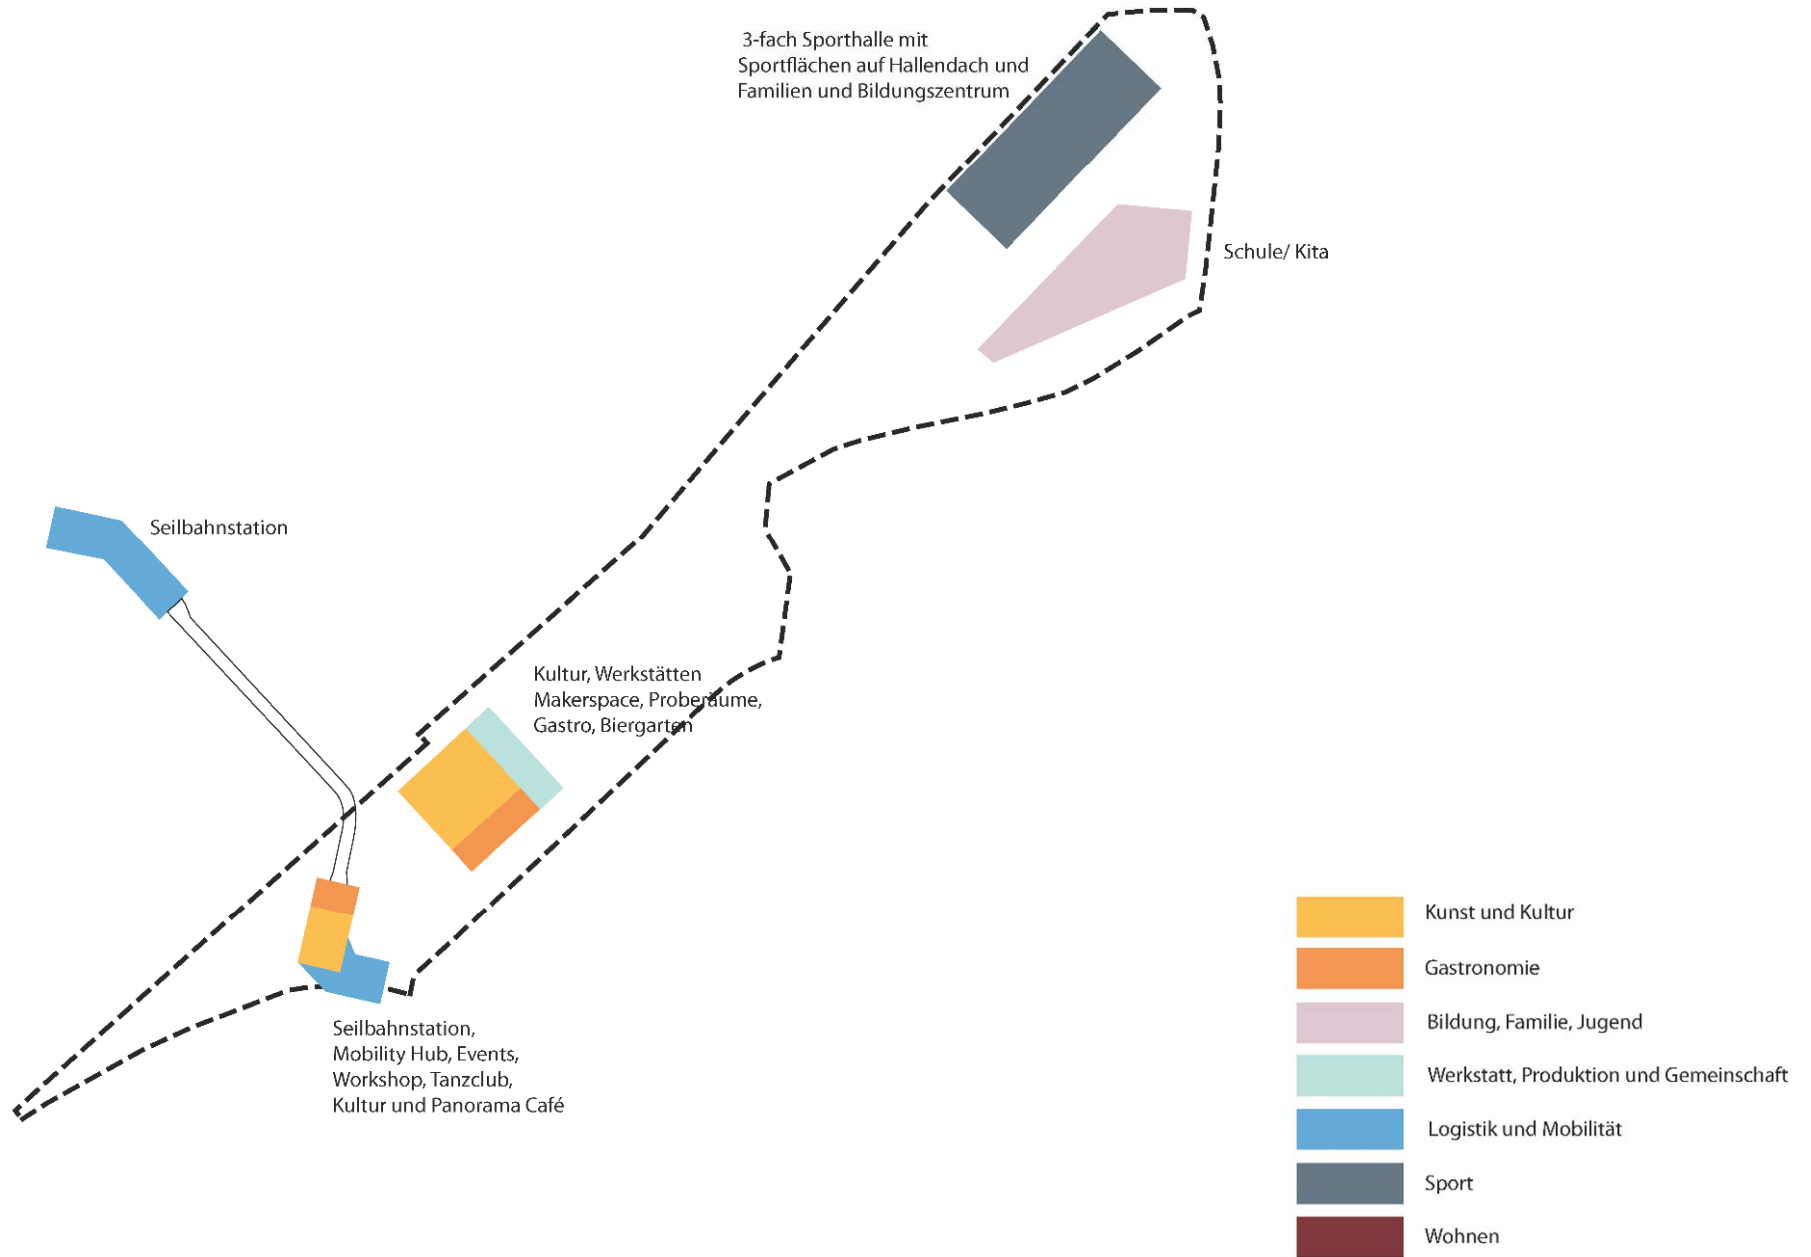 3-fach Sporthalle mit
Sportflächen auf Hallendach und
Familien und Bildungszentrum
Schule/ Kita
Seilbahnstation
Kultur, Werkstätten
Makerspace, Proberäume,
Gastro, Biergarten
Seilbahnstation,
Mobility Hub, Events,
Workshop, Tanzclub,
Kultur und Panorama Café
Kunst und Kultur
Gastronomie
Bildung, Familie, Jugend
Werkstatt, Produktion und Gemeinschaft
Logistik und Mobilität
Sport
Wohnen